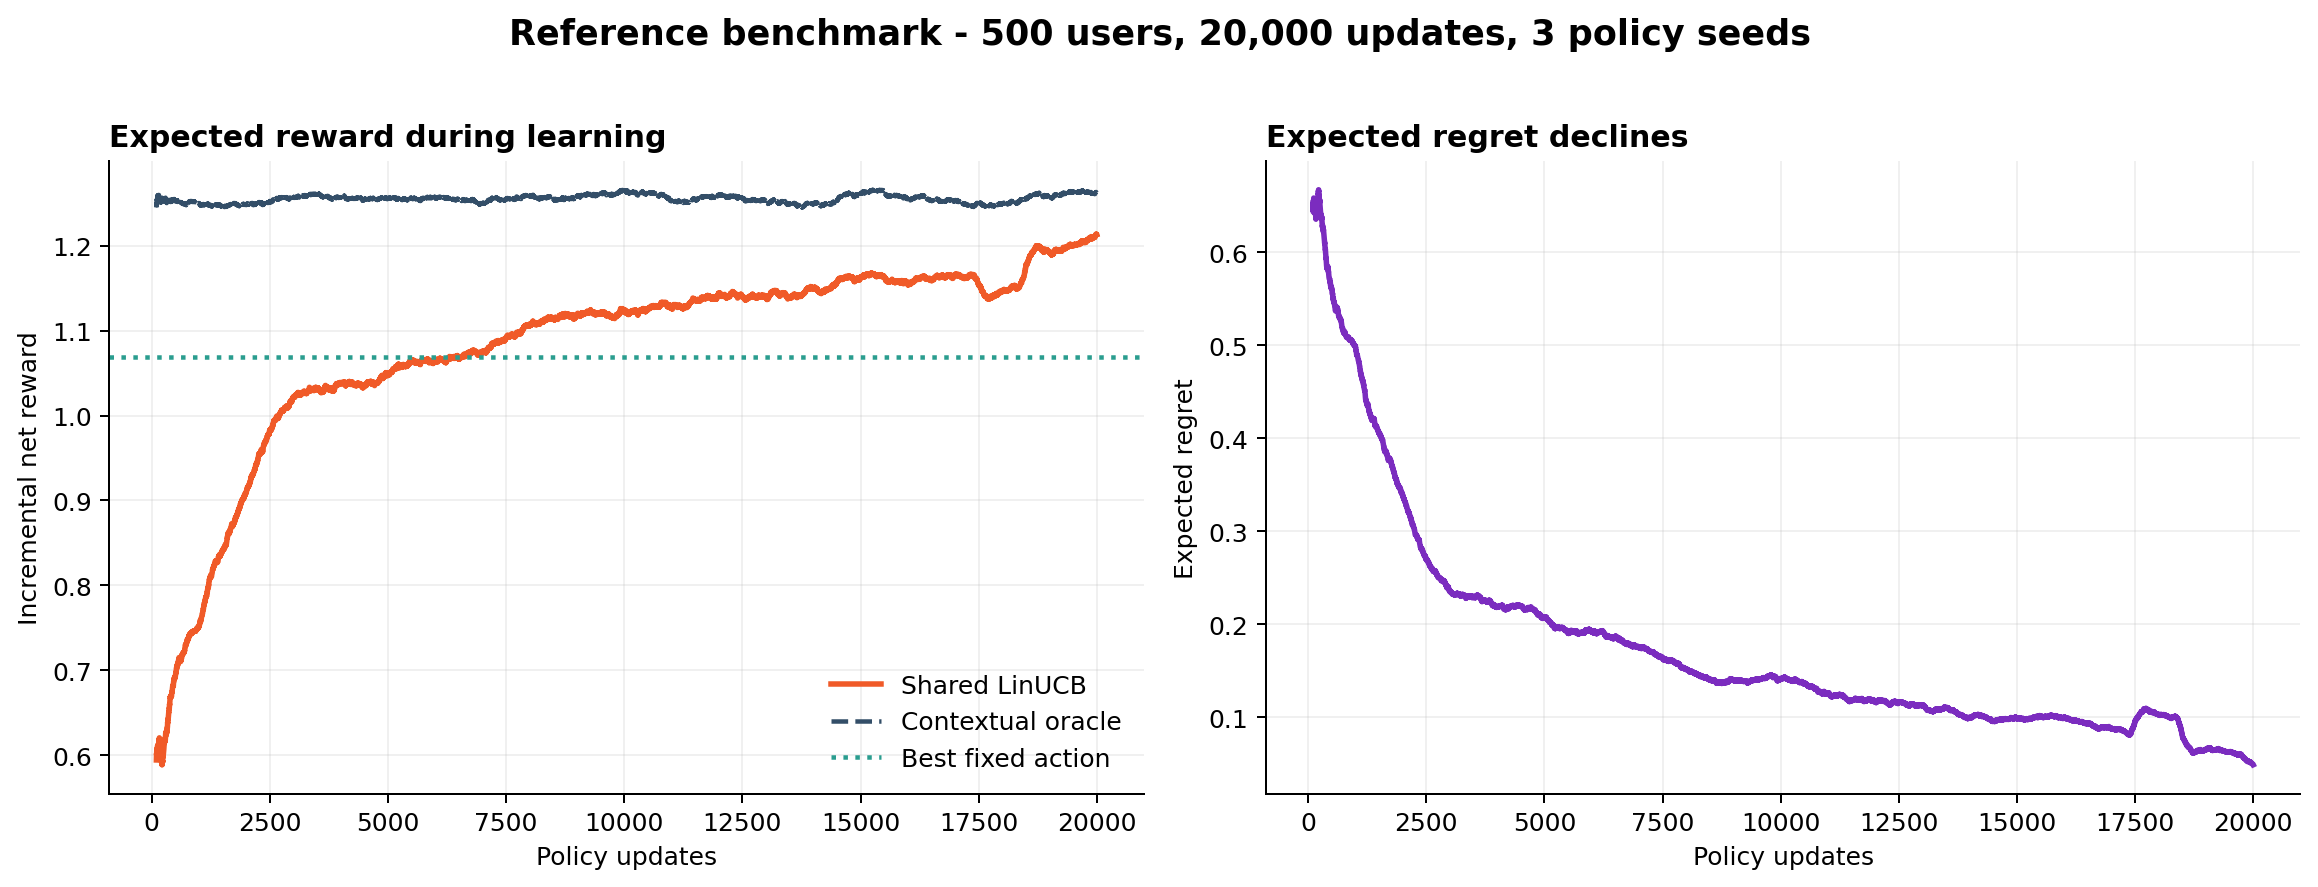 Reference benchmark - 500 users, 20,000 updates, 3 policy seeds
Expected reward during learning
Incremental net reward
1.2
1.1
1.0
0.9
0.8
0.7
0.6
Shared LinUCB
Contextual oracle
Best fixed action
0 2500 5000 7500 10000 12500 15000 17500 20000
Policy updates
Expected regret declines
Expected regret
0.6
0.5
0.4
0.3
0.2
0.1
0 2500 5000 7500 10000 12500 15000 17500 20000
Policy updates